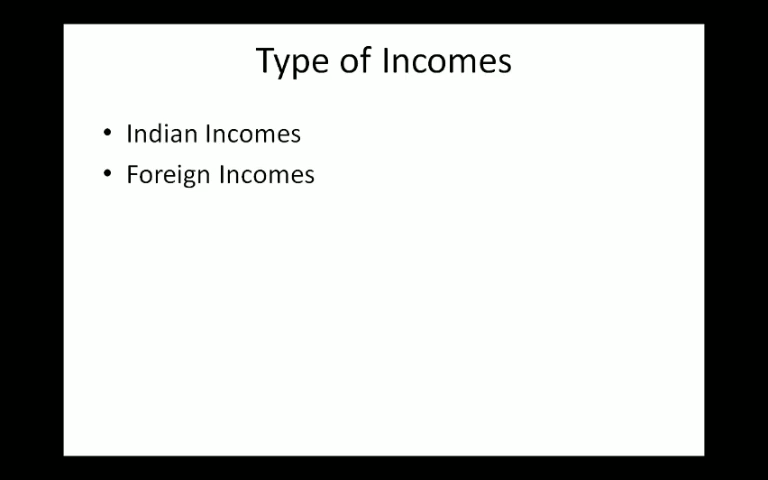 Type of Incomes
• Indian Incomes
• Foreign Incomes